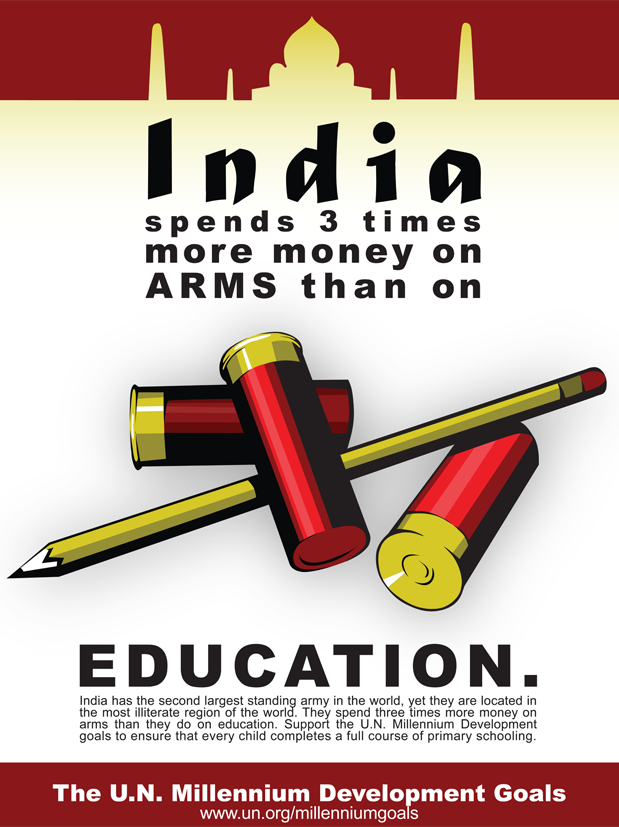 India
spends 3 times
more money on
ARMS than on
EDUCATION.
India has the second largest standing army in the world, yet they are located in
the most illiterate region of the world. They spend three times more money on
arms than they do on education. Support the U.N. Millennium Development
goals to ensure that every child completes a full course of primary schooling.
The U.N. Millennium Development Goals
www.un.org/millenniumgoals